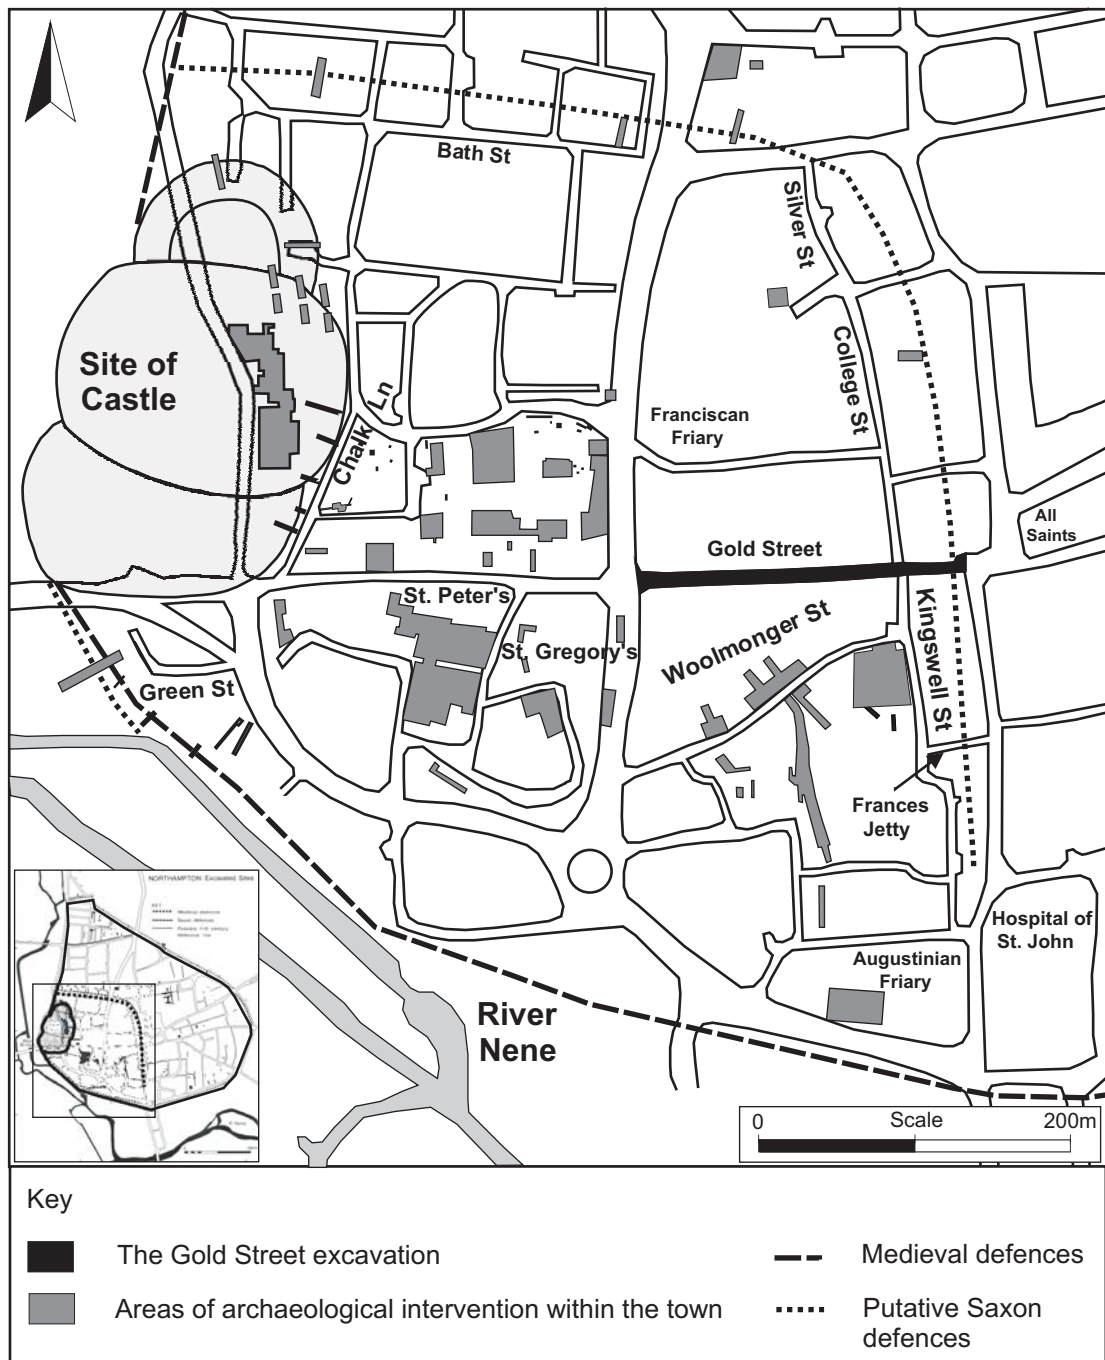 Bath St
Silver St
Site of
Castle
Chalk Ln
College St
Franciscan
Friary
All
Saints
Gold Street
St. Peter's
St. Gregory's
Woolmonger St
Kingswell St
Green St
Frances
Jetty
Hospital of
St. John
Augustinian
Friary
River
Nene
NORTHAMPTON Excavated Sites
0 Scale 200m
Key
The Gold Street excavation
Medieval defences
Areas of archaeological intervention within the town
Putative Saxon
defences